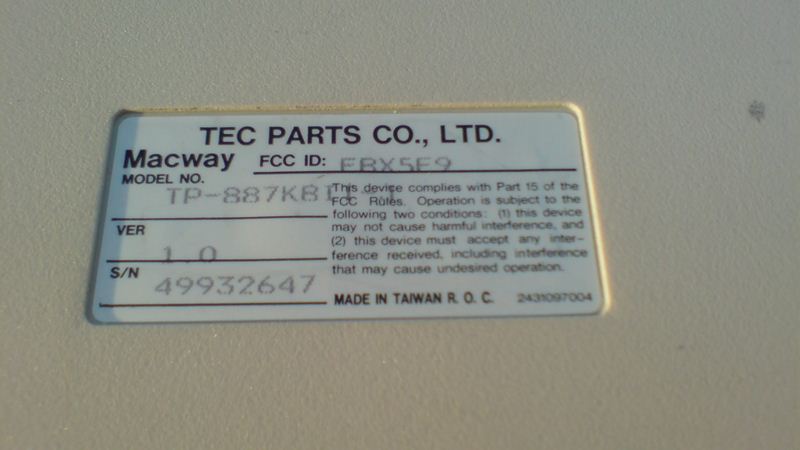 TEC PARTS CO., LTD.
Macway FCC ID: EBX5E9
MODEL NO.
TP-887KBII
This device complies with Part 15 of the
FCC Rules. Operation is subject to the
following two conditions: (1) this device
may not cause harmful interference, and
(2) this device must accept any inter-
ference received, including interference
that may cause undesired operation.
VER
1.0
S/N
49932647
MADE IN TAIWAN R. O. C. 2431097004